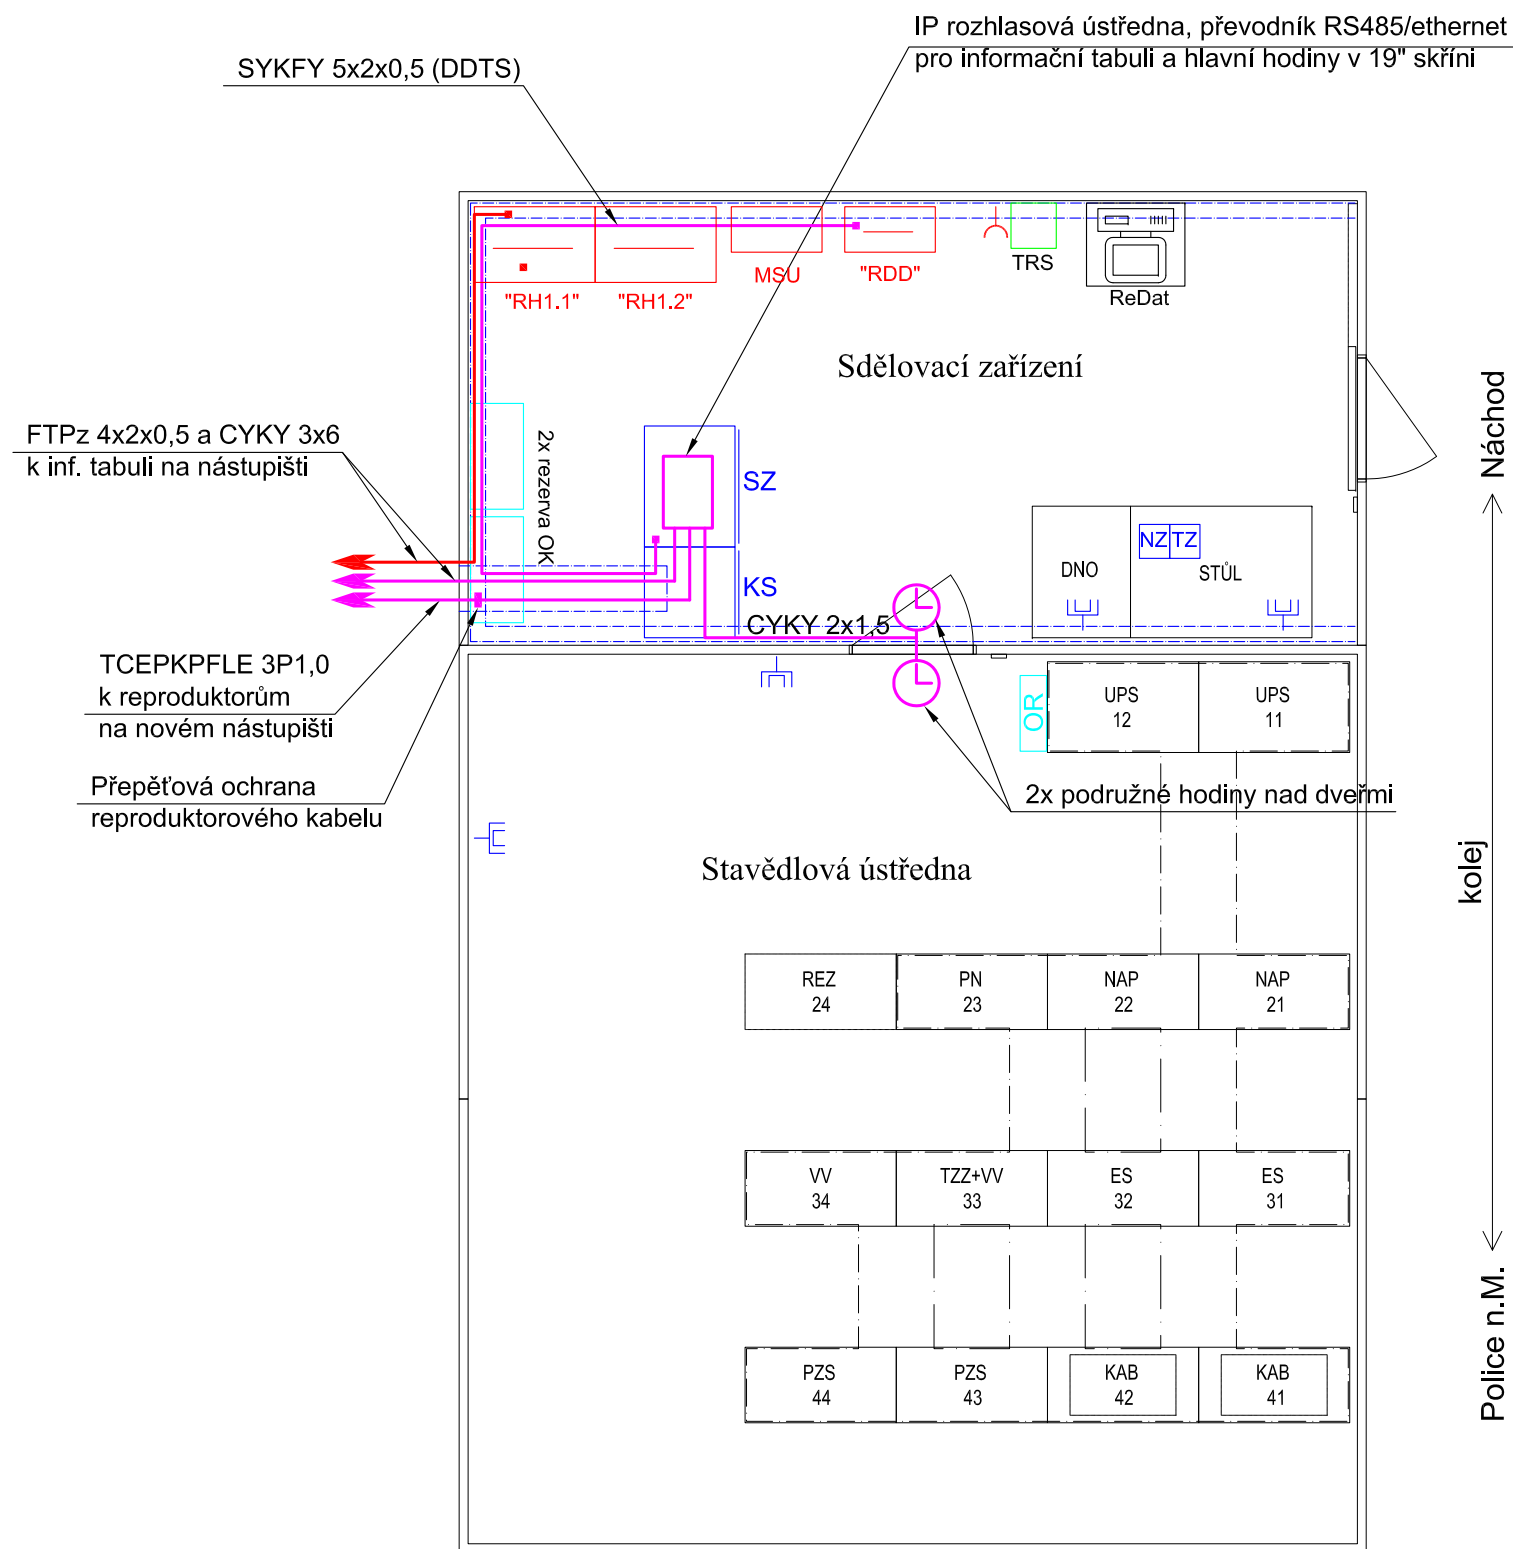 IP rozhlasová ústředna, převodník RS485/ethernet
pro informační tabuli a hlavní hodiny v 19" skříni
SYKFY 5x2x0,5 (DDTS)
"RH1.1"
"RH1.2"
MSU
"RDD"
TRS
ReDat
Sdělovací zařízení
FTPz 4x2x0,5 a CYKY 3x6
k inf. tabuli na nástupišti
2x rezerva OK
SZ
KS
NZ
TZ
DNO
STŮL
CYKY 2x1,5
TCEPKPFLE 3P1,0
k reproduktorům
na novém nástupišti
Přepěťová ochrana
reproduktorového kabelu
OR
UPS
12
UPS
11
2x podružné hodiny nad dveřmi
Stavědlová ústředna
REZ
24
PN
23
NAP
22
NAP
21
VV
34
TZZ+VV
33
ES
32
ES
31
PZS
44
PZS
43
KAB
42
KAB
41
Náchod
kolej
Police n.M.